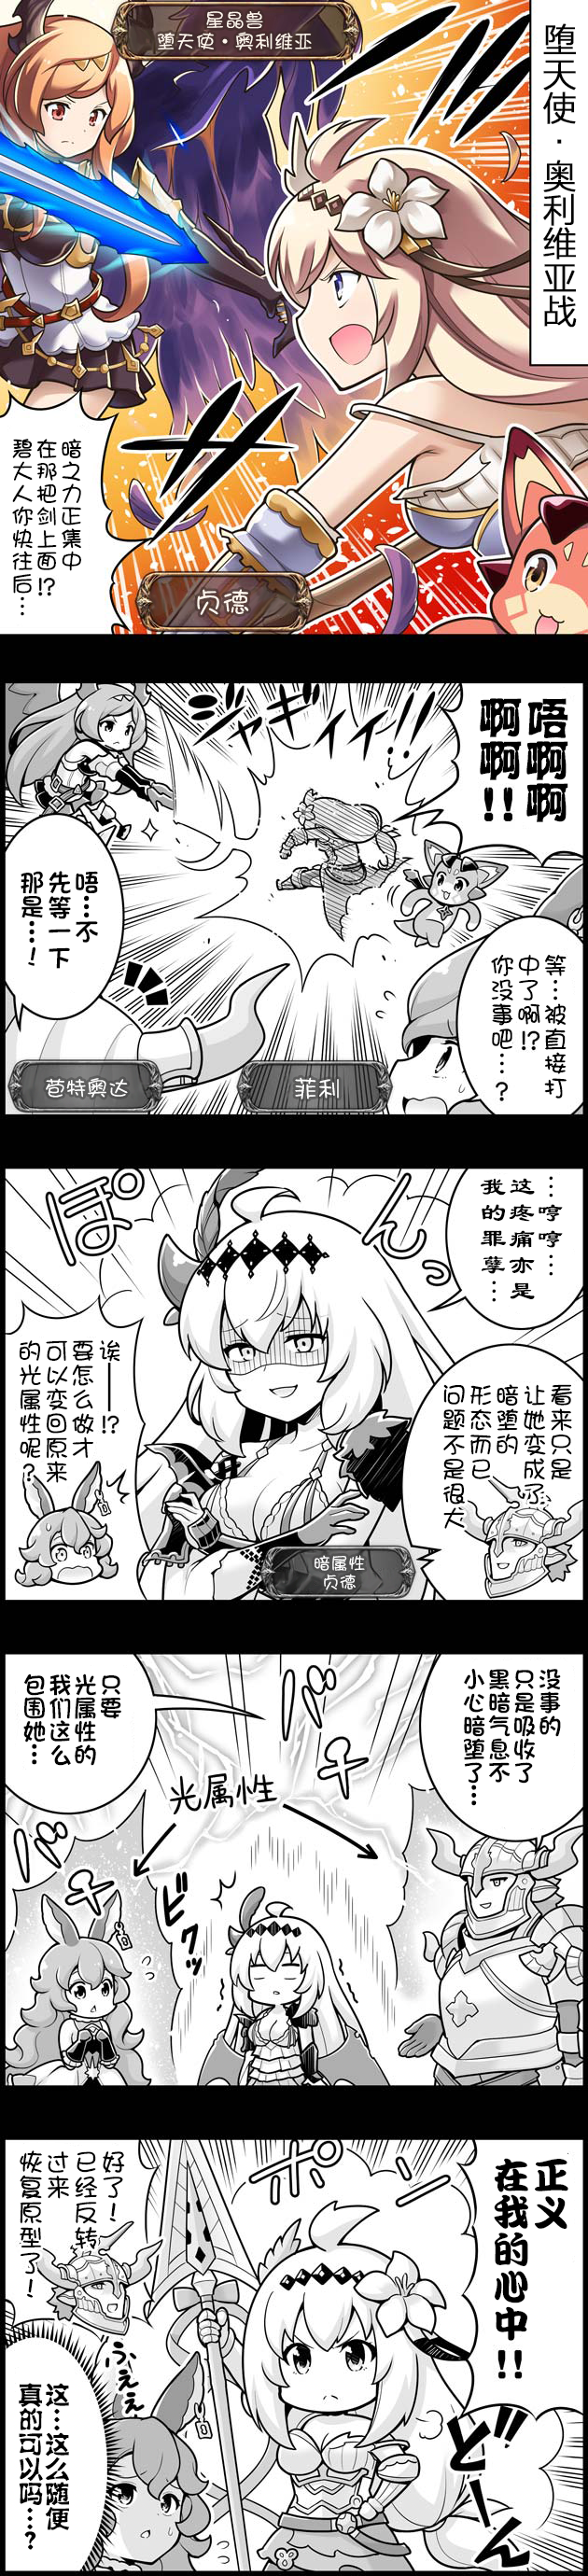 堕天使·奥利维亚战
星晶兽
堕天使·奥利维亚
暗之力正集中
在那把剑上面!?
碧大人你快往后…
贞德
唔啊啊
啊啊!!
ジャギィィ!!
唔…不
先等一下
那是…!
等…被直接打
中了啊!?
你没事吧…?
菲利
芭特奥达
…哼哼…
这疼痛亦是
我的罪孽…
ぽん
看来只是
让她变成了
暗堕的
形态而已
问题不是很犬
诶——!?
要怎么做才
可以变回原来
的光属性呢?
暗属性
贞德
没事的
只是吸收了
黑暗气息不
小心暗堕了…
只要
光属性的
我们这么
包围她…
光属性
ビクッ
正义
在我的心中!!
ポン
好了!
已经反转
过来
恢复原型了!
どーん
ふぇぇ
这…这么随便
真的可以吗…?